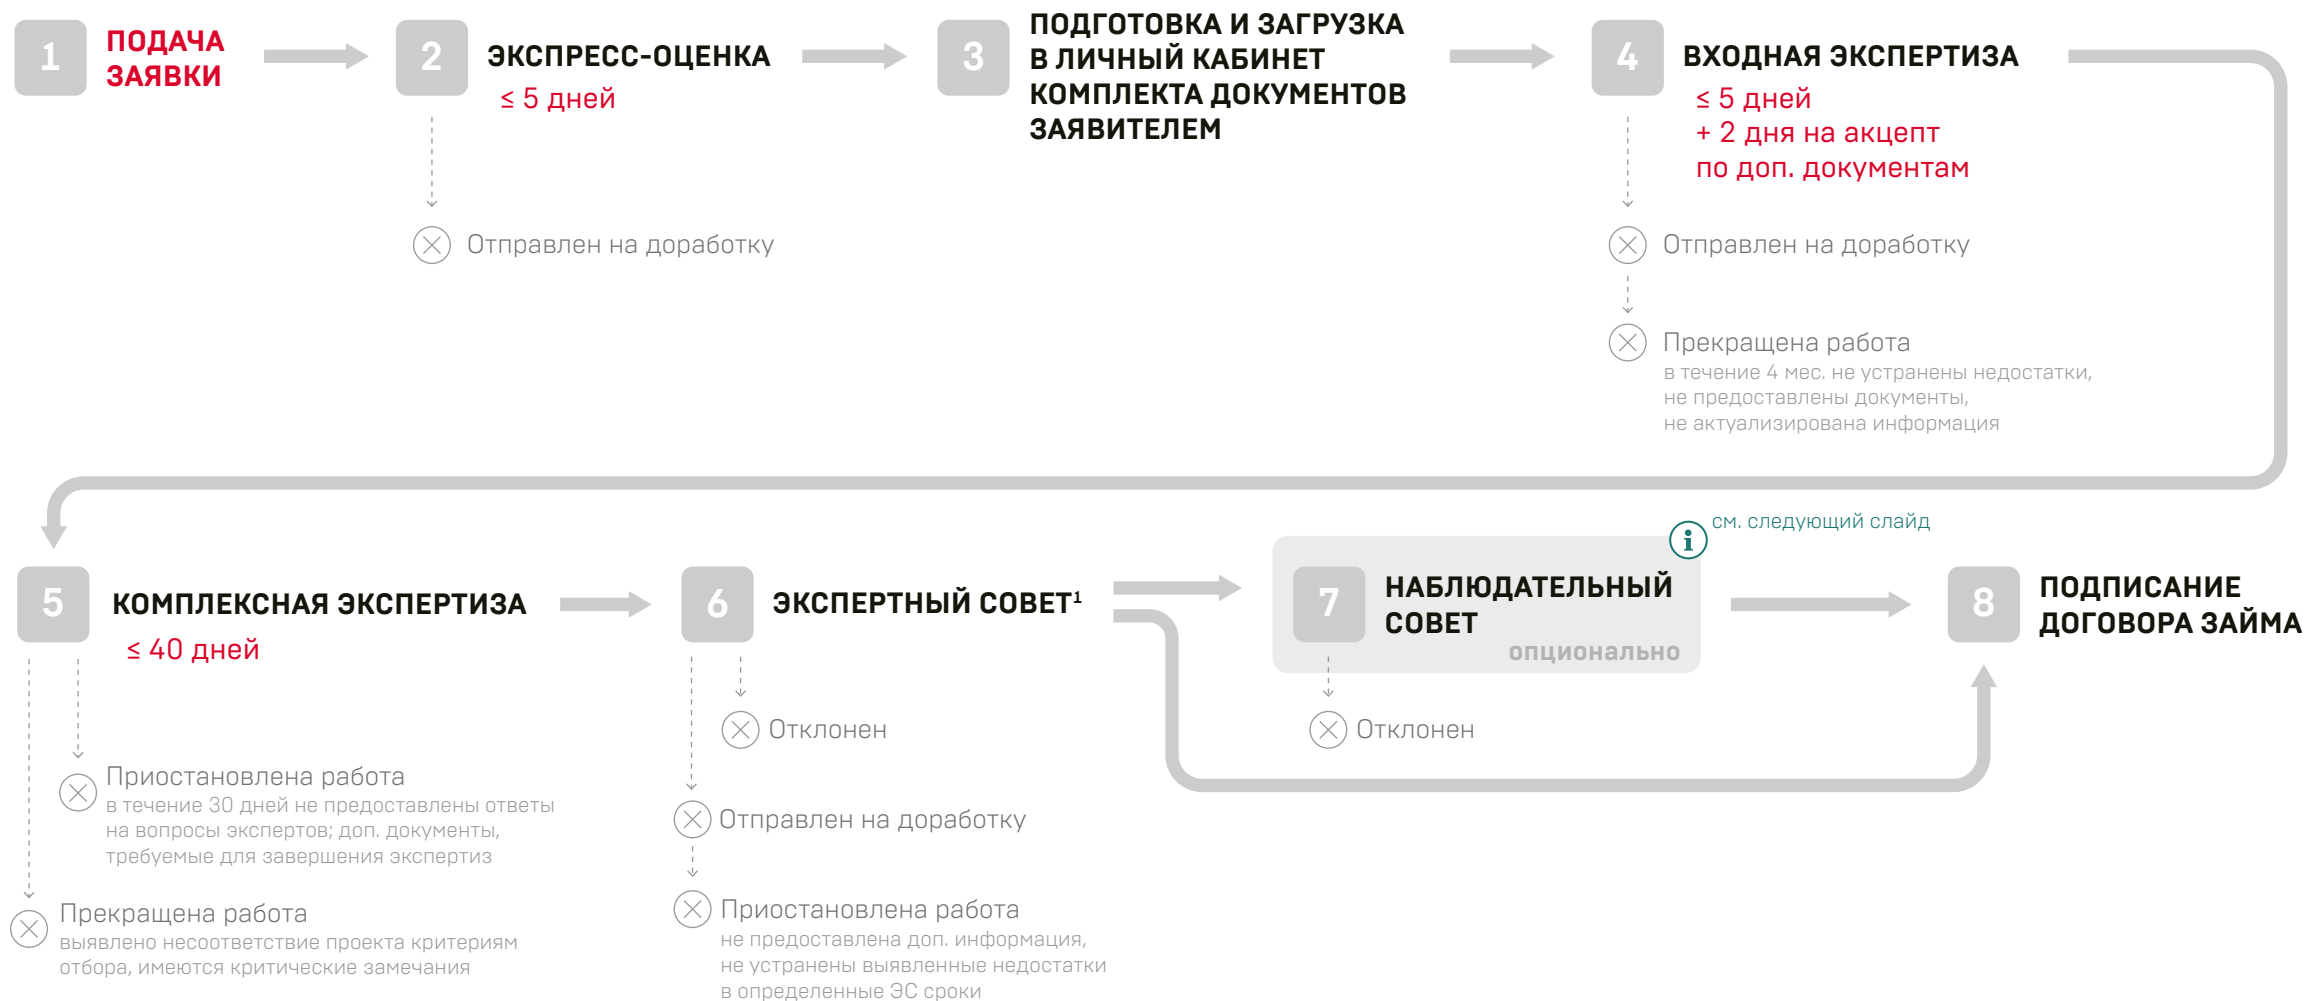 1
ПОДАЧА
ЗАЯВКИ
2
ЭКСПРЕСС-ОЦЕНКА
≤ 5 дней
Отправлен на доработку
3
ПОДГОТОВКА И ЗАГРУЗКА
В ЛИЧНЫЙ КАБИНЕТ
КОМПЛЕКТА ДОКУМЕНТОВ
ЗАЯВИТЕЛЕМ
4
ВХОДНАЯ ЭКСПЕРТИЗА
≤ 5 дней
+ 2 дня на акцепт
по доп. документам
Отправлен на доработку
Прекращена работа
в течение 4 мес. не устранены недостатки,
не предоставлены документы,
не актуализирована информация
5
КОМПЛЕКСНАЯ ЭКСПЕРТИЗА
≤ 40 дней
Приостановлена работа
в течение 30 дней не предоставлены ответы
на вопросы экспертов; доп. документы,
требуемые для завершения экспертиз
Прекращена работа
выявлено несоответствие проекта критериям
отбора, имеются критические замечания
6
ЭКСПЕРТНЫЙ СОВЕТ¹
Отклонен
Отправлен на доработку
Приостановлена работа
не предоставлена доп. информация,
не устранены выявленные недостатки
в определенные ЭС сроки
i
см. следующий слайд
7
НАБЛЮДАТЕЛЬНЫЙ
СОВЕТ
опционально
Отклонен
8
ПОДПИСАНИЕ
ДОГОВОРА ЗАЙМА